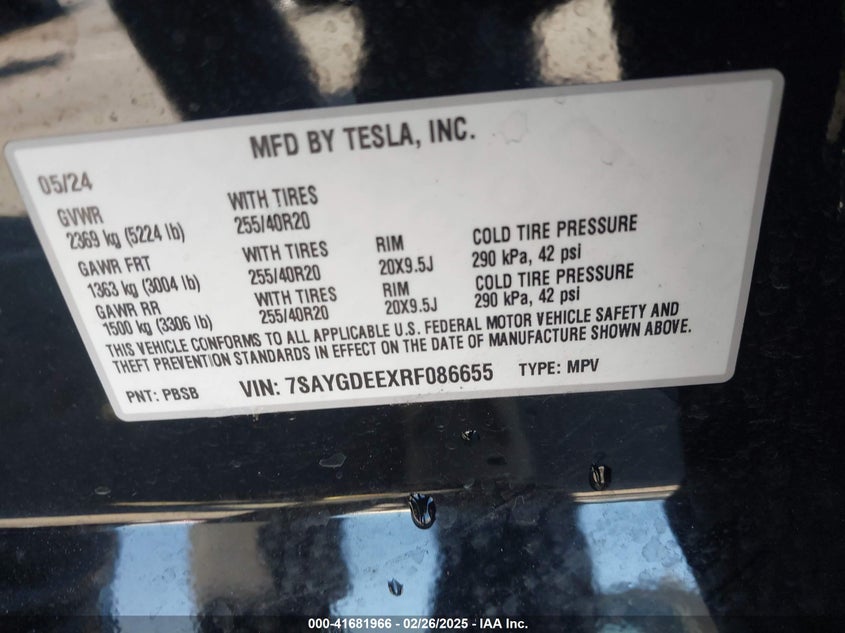 MFD BY TESLA, INC.
05/24
GVWR WITH TIRES
2369 kg (5224 lb) 255/40R20
GAWR FRT WITH TIRES RIM COLD TIRE PRESSURE
1363 kg (3004 lb) 255/40R20 20X9.5J 290 kPa, 42 psi
GAWR RR WITH TIRES RIM COLD TIRE PRESSURE
1500 kg (3306 lb) 255/40R20 20X9.5J 290 kPa, 42 psi
THIS VEHICLE CONFORMS TO ALL APPLICABLE U.S. FEDERAL MOTOR VEHICLE SAFETY AND
THEFT PREVENTION STANDARDS IN EFFECT ON THE DATE OF MANUFACTURE SHOWN ABOVE.
PNT: PBSB VIN: 7SAYGDEEXRF086655 TYPE: MPV
000-41681966 - 02/26/2025 - IAA Inc.